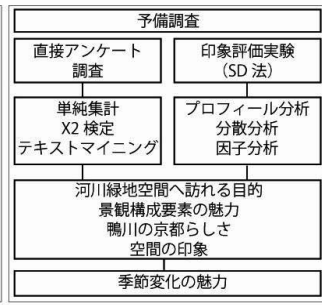 予備調査
直接アンケート
調査
印象評価実験
（SD 法）
単純集計
X2 検定
テキストマイニング
プロフィール分析
分散分析
因子分析
河川緑地空間へ訪れる目的
景観構成要素の魅力
鴨川の京都らしさ
空間の印象
季節変化の魅力